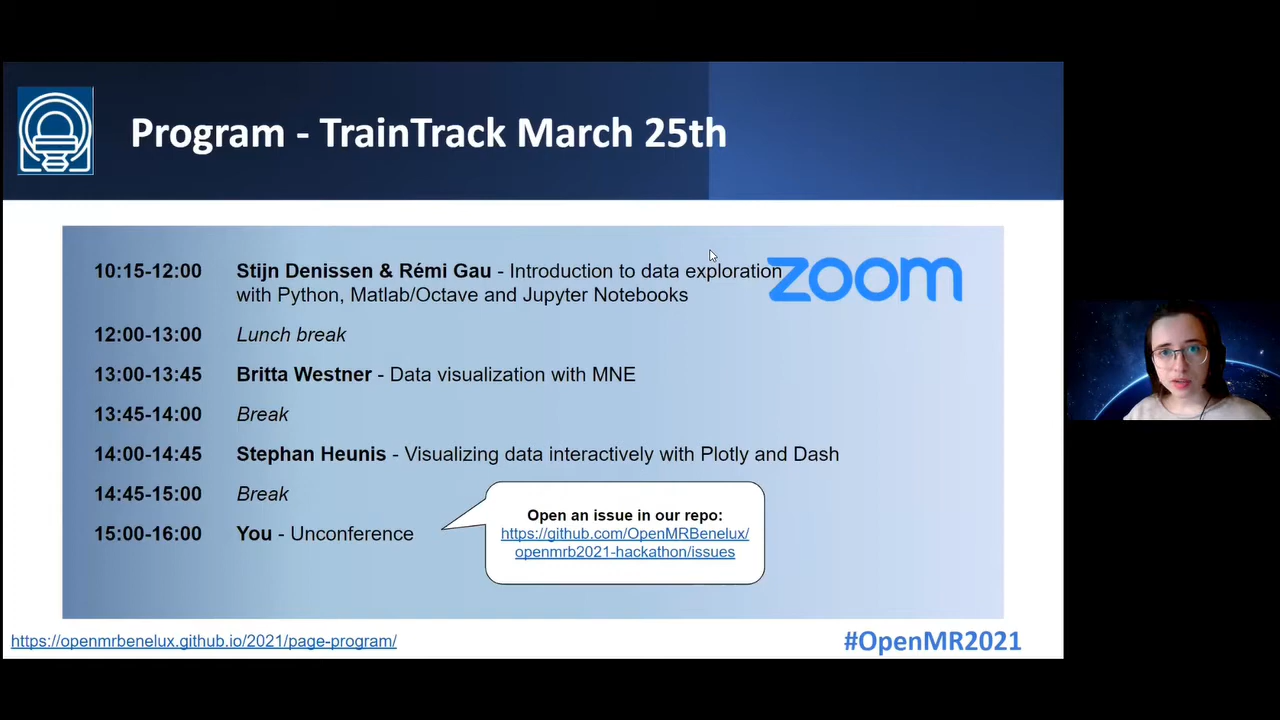 Program - TrainTrack March 25th
10:15-12:00 Stijn Denissen & Rémi Gau - Introduction to data exploration
with Python, Matlab/Octave and Jupyter Notebooks
zoom
12:00-13:00 Lunch break
13:00-13:45 Britta Westner - Data visualization with MNE
13:45-14:00 Break
14:00-14:45 Stephan Heunis - Visualizing data interactively with Plotly and Dash
14:45-15:00 Break
15:00-16:00 You - Unconference
Open an issue in our repo:
https://github.com/OpenMRBenelux/
openmrb2021-hackathon/issues
https://openmrbenelux.github.io/2021/page-program/
#OpenMR2021